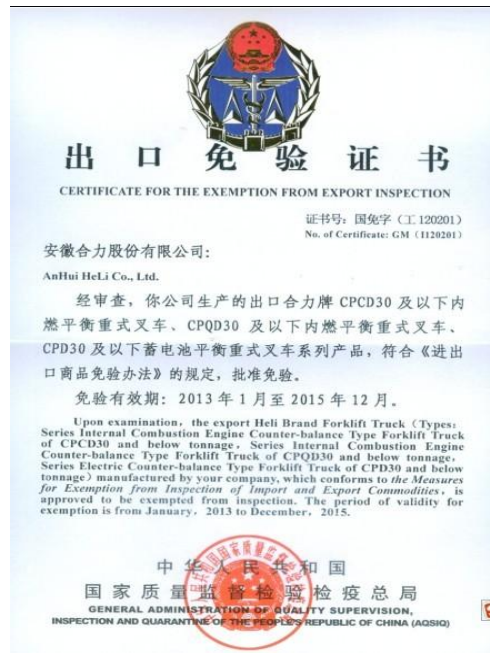 出口免验证书
CERTIFICATE FOR THE EXEMPTION FROM EXPORT INSPECTION
证书号：国免字（工 120201）
No. of Certificate: GM（I120201）
安徽合力股份有限公司：
AnHui HeLi Co., Ltd.
经审查，你公司生产的出口合力牌 CPCD30 及以下内
燃平衡重式叉车、CPQD30 及以下内燃平衡重式叉车、
CPD30 及以下蓄电池平衡重式叉车系列产品，符合《进出
口商品免验办法》的规定，批准免验。
免验有效期：2013 年 1 月至 2015 年 12 月。
Upon examination, the export Heli Brand Forklift Truck（Types:
Series Internal Combustion Engine Counter-balance Type Forklift Truck
of CPCD30 and below tonnage, Series Internal Combustion Engine
Counter-balance Type Forklift Truck of CPQD30 and below tonnage,
Series Electric Counter-balance Type Forklift Truck of CPD30 and below
tonnage）manufactured by your company, which conforms to the Measures
for Exemption from Inspection of Import and Export Commodities, is
approved to be exempted from inspection. The period of validity for
exemption is from January, 2013 to December, 2015.
中华人民共和国
国家质量监督检验检疫总局
GENERAL ADMINISTRATION OF QUALITY SUPERVISION,
INSPECTION AND QUARANTINE OF THE PEOPLE'S REPUBLIC OF CHINA (AQSIQ)